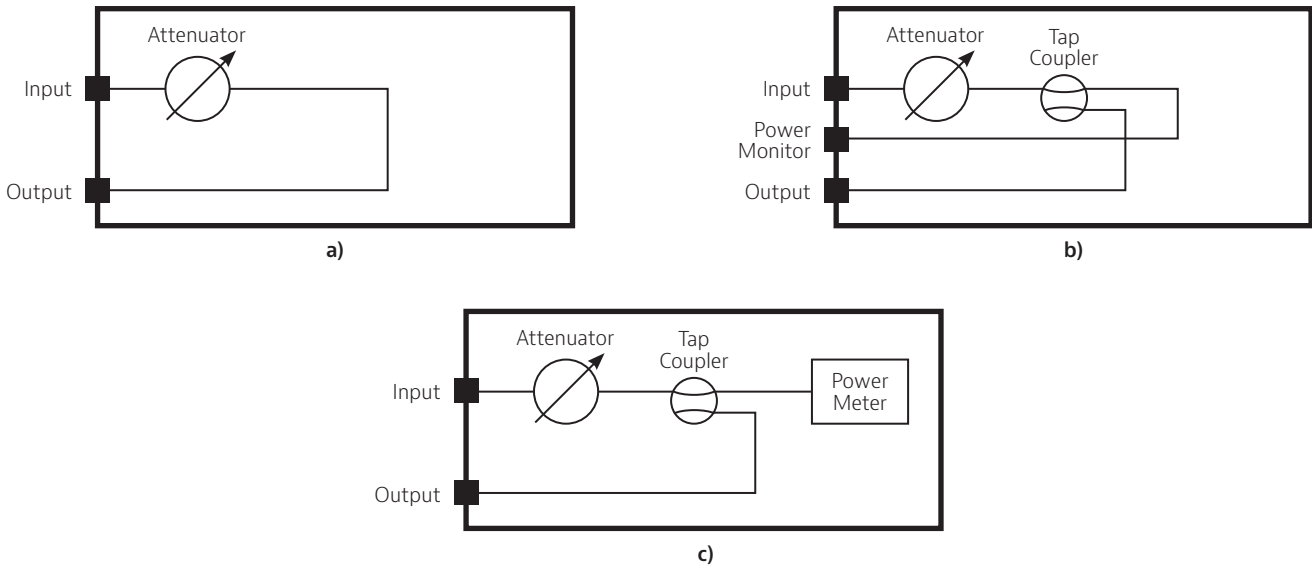 Attenuator
Input
Output
a)
Attenuator
Tap
Coupler
Input
Power
Monitor
Output
b)
Attenuator
Tap
Coupler
Input
Power
Meter
Output
c)